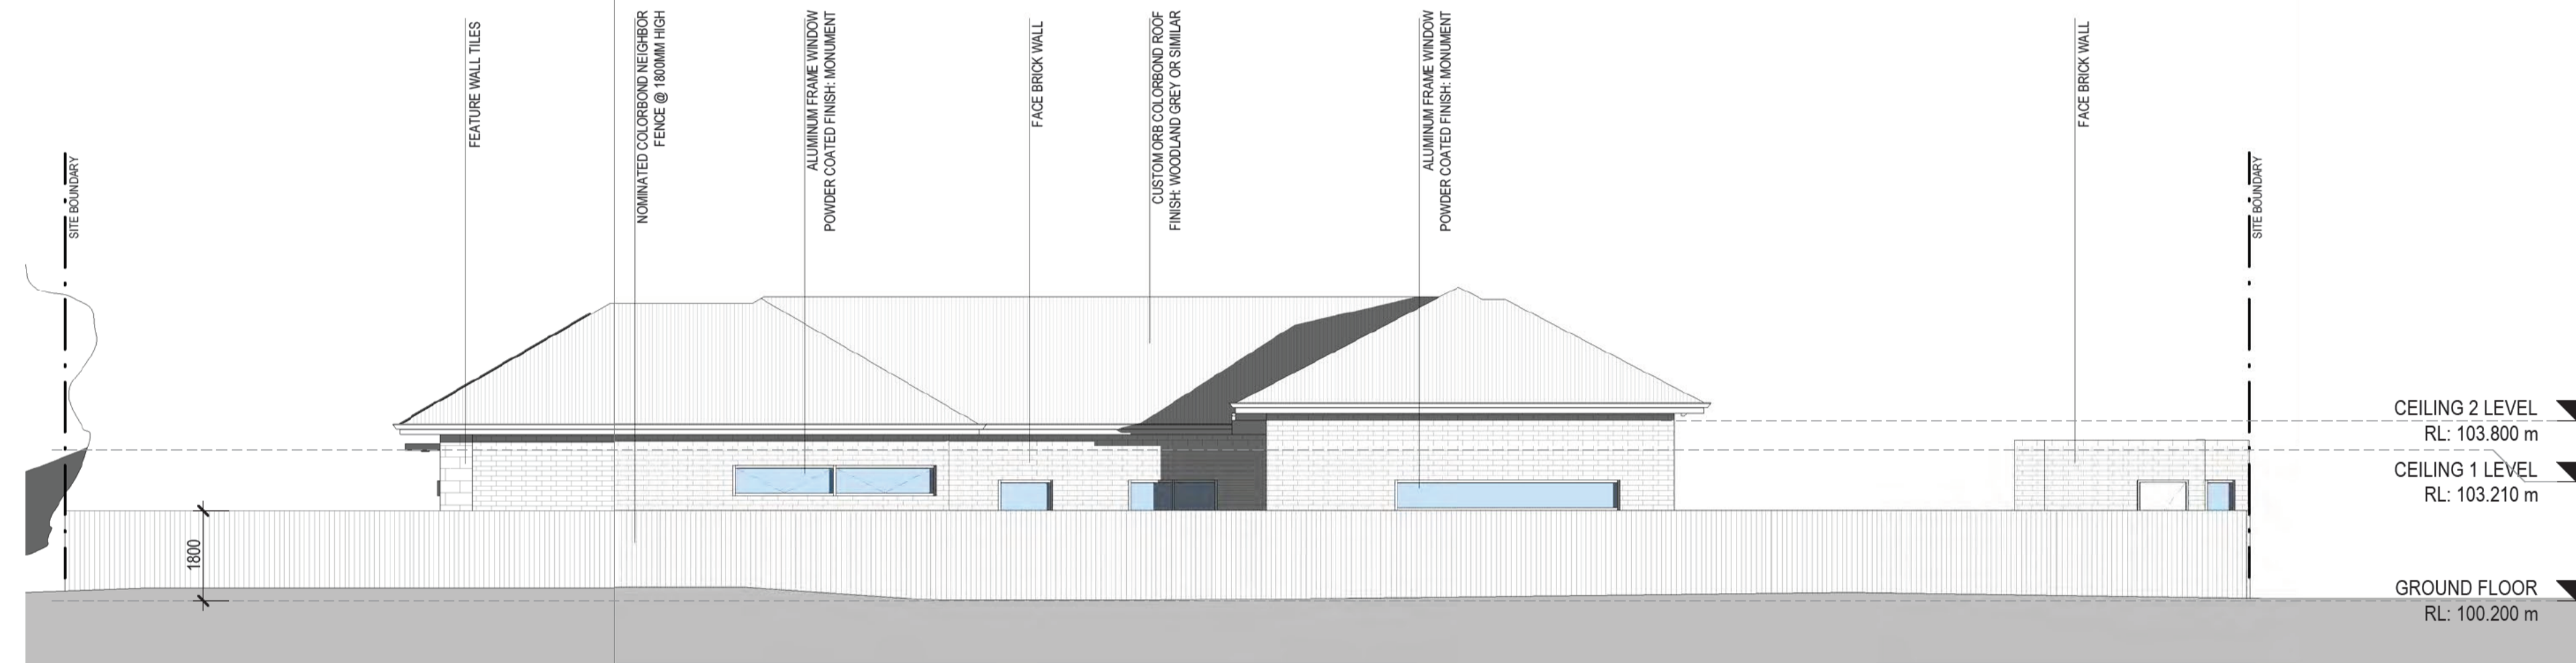 SITE BOUNDARY
FEATURE WALL TILES
NOMINATED COLORBOND NEIGHBOR
FENCE @ 1800MM HIGH
ALUMINUM FRAME WINDOW
POWDER COATED FINISH: MONUMENT
FACE BRICK WALL
CUSTOM ORB COLORBOND ROOF
FINISH: WOODLAND GREY OR SIMILAR
ALUMINUM FRAME WINDOW
POWDER COATED FINISH: MONUMENT
FACE BRICK WALL
SITE BOUNDARY
CEILING 2 LEVEL
RL: 103.800 m
CEILING 1 LEVEL
RL: 103.210 m
1800
GROUND FLOOR
RL: 100.200 m